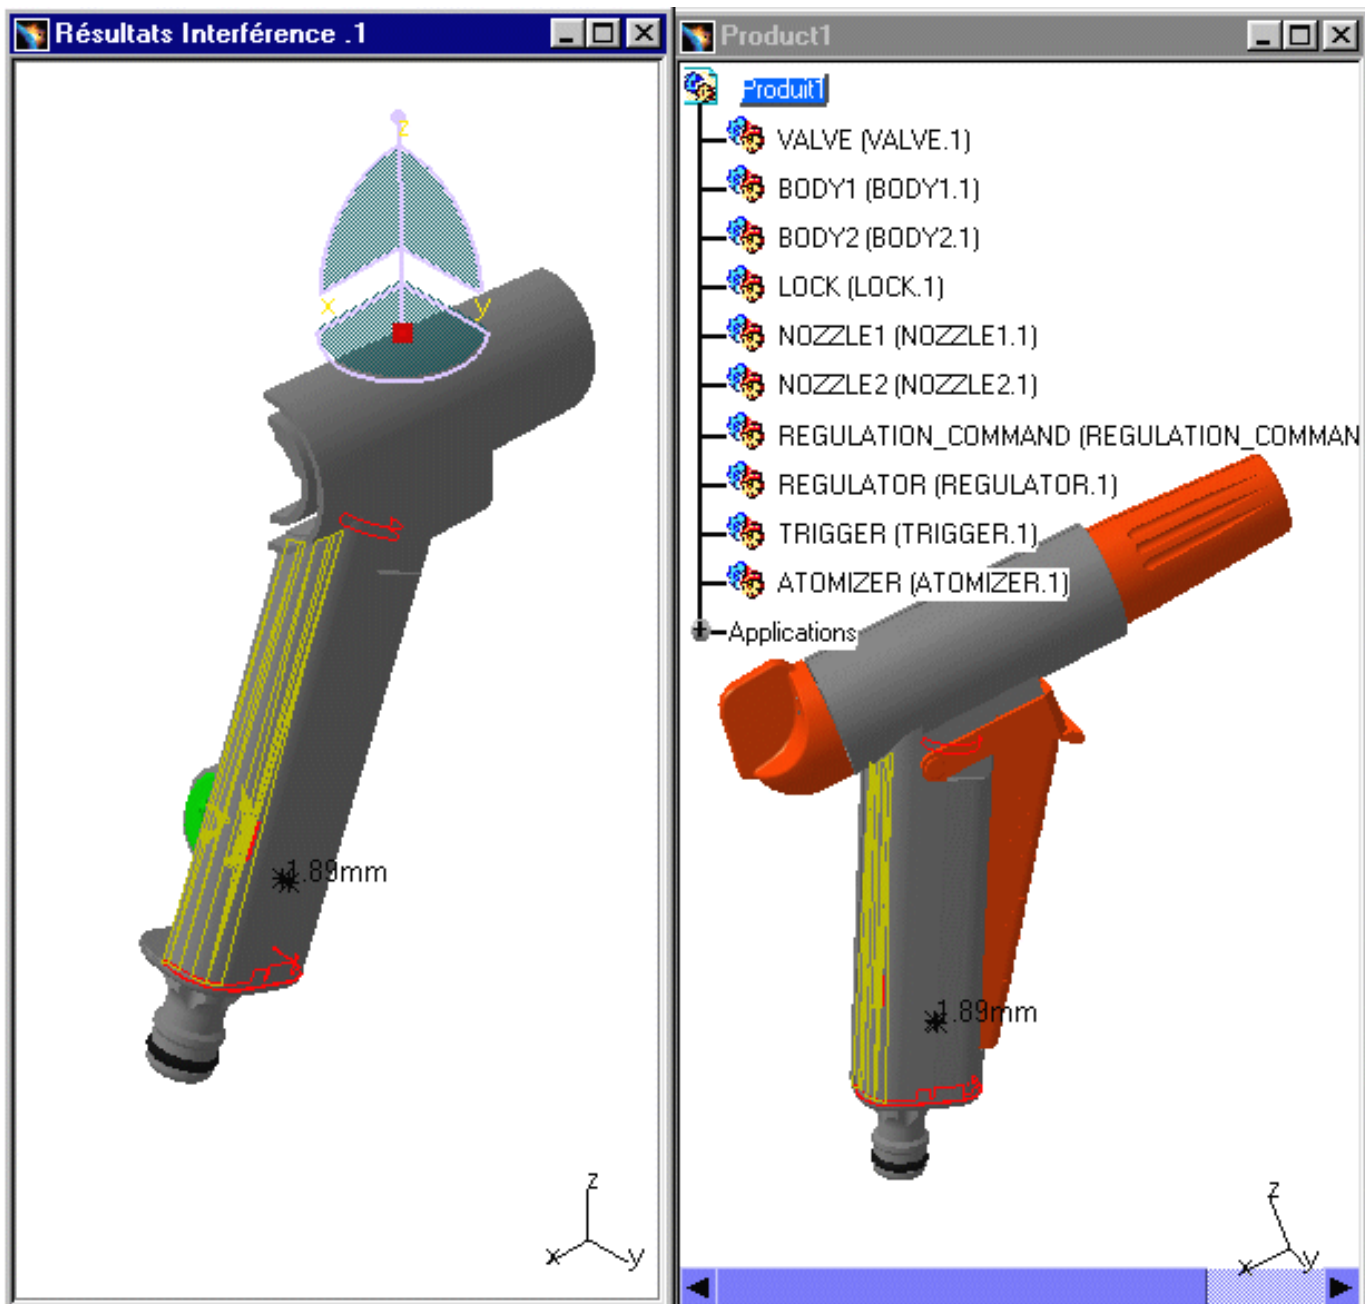 Résultats Interférence .1
z
x
y
1.89mm
z
x
y
Product1
Produit1
VALVE (VALVE.1)
BODY1 (BODY1.1)
BODY2 (BODY2.1)
LOCK (LOCK.1)
NOZZLE1 (NOZZLE1.1)
NOZZLE2 (NOZZLE2.1)
REGULATION_COMMAND (REGULATION_COMMAN
REGULATOR (REGULATOR.1)
TRIGGER (TRIGGER.1)
ATOMIZER (ATOMIZER.1)
Applications
1.89mm
z
x
y